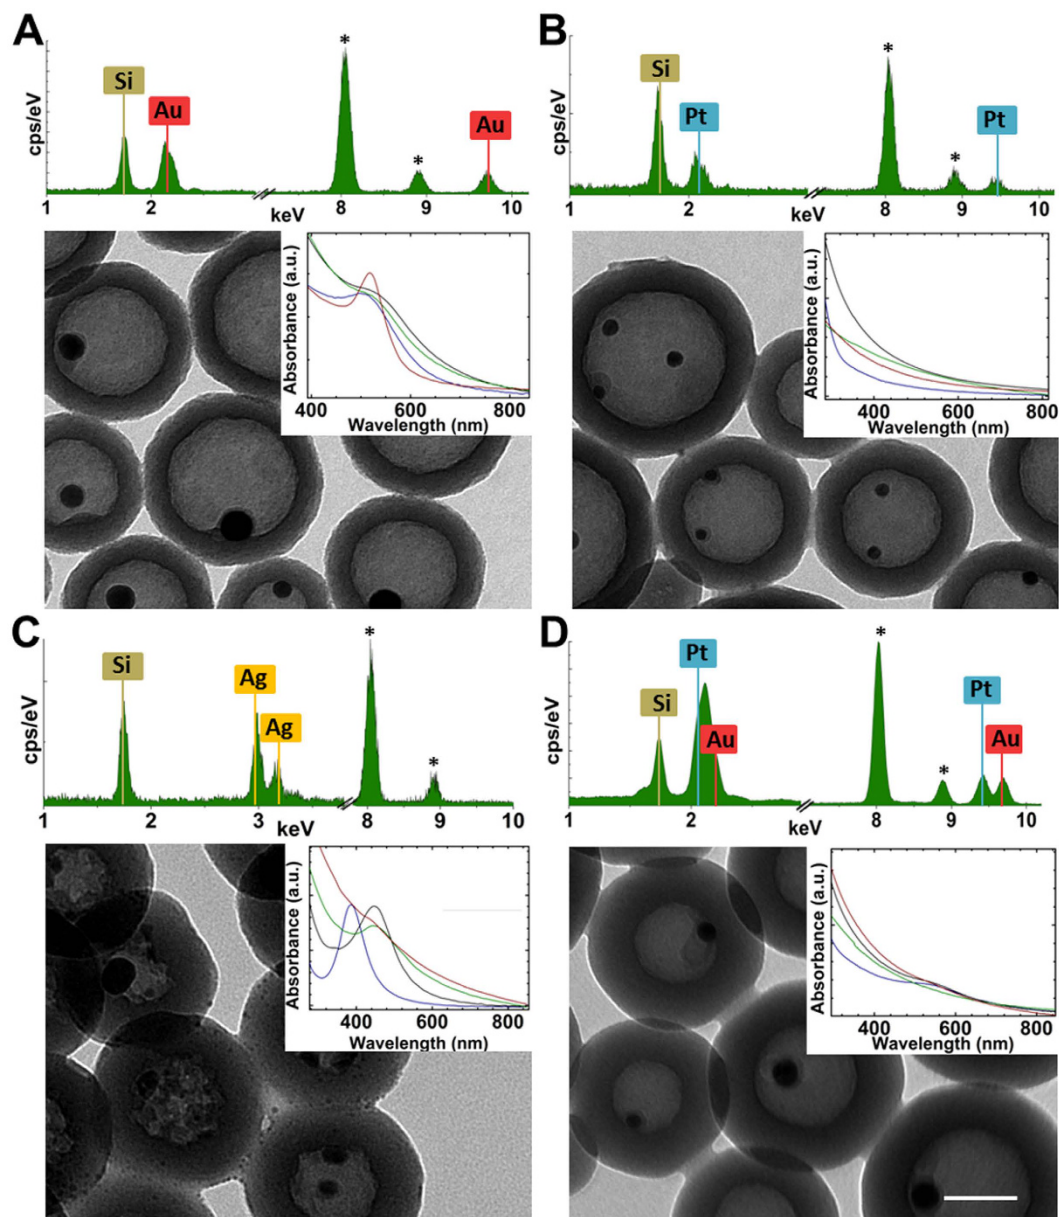 A
cps/eV
Si
Au
*
*
Au
1
2
8
9
10
keV
Absorbance (a.u.)
400
600
800
Wavelength (nm)
B
cps/eV
Si
Pt
*
*
Pt
1
2
8
9
10
keV
Absorbance (a.u.)
400
600
800
Wavelength (nm)
C
cps/eV
Si
Ag
Ag
*
*
1
2
3
8
9
10
keV
Absorbance (a.u.)
400
600
800
Wavelength (nm)
D
cps/eV
Si
Pt
Au
*
*
Pt
Au
1
2
8
9
10
keV
Absorbance (a.u.)
400
600
800
Wavelength (nm)